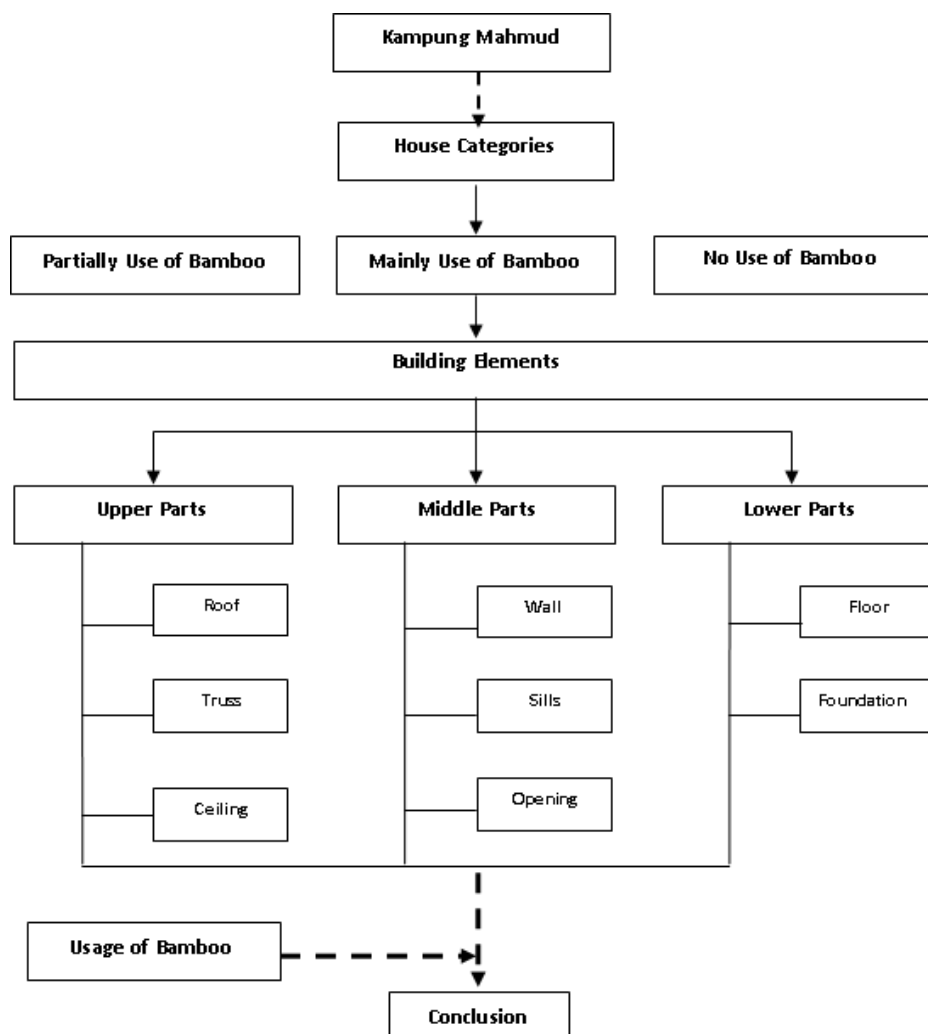 Kampung Mahmud
House Categories
Partially Use of Bamboo
Mainly Use of Bamboo
No Use of Bamboo
Building Elements
Upper Parts
Middle Parts
Lower Parts
Roof
Wall
Floor
Truss
Sills
Foundation
Ceiling
Opening
Usage of Bamboo
Conclusion